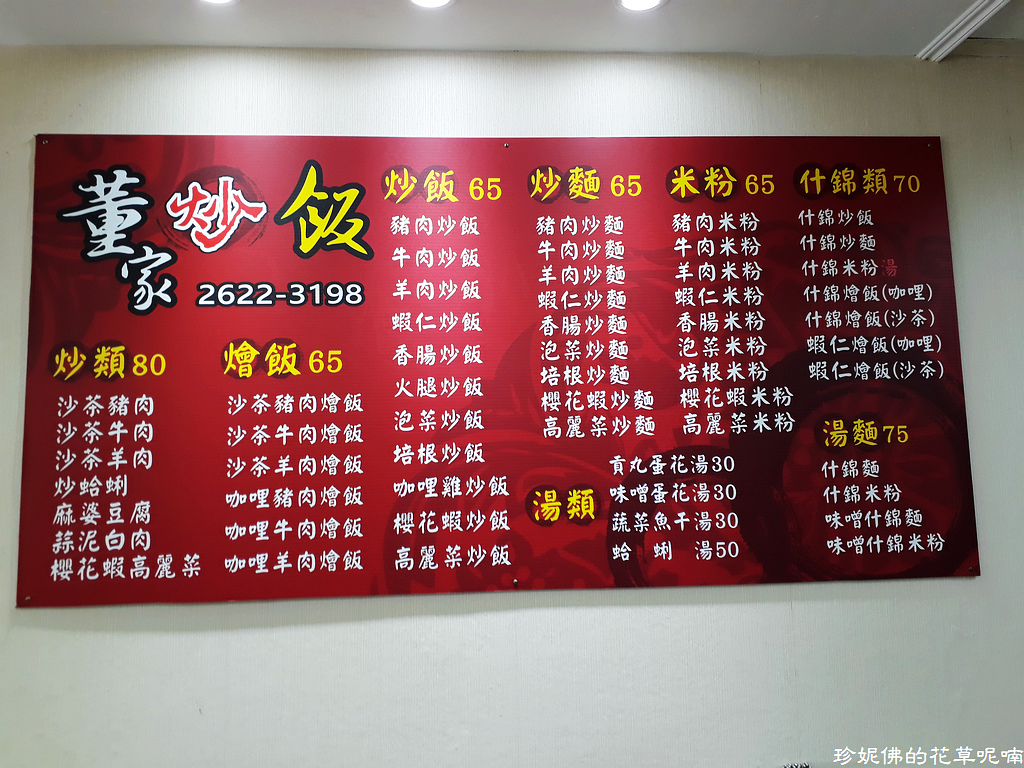 董家炒飯
2622-3198
炒類80
沙茶豬肉
沙茶牛肉
沙茶羊肉
炒蛤蜊
麻婆豆腐
蒜泥白肉
櫻花蝦高麗菜
燴飯65
沙茶豬肉燴飯
沙茶牛肉燴飯
沙茶羊肉燴飯
咖哩豬肉燴飯
咖哩牛肉燴飯
咖哩羊肉燴飯
炒飯65
豬肉炒飯
牛肉炒飯
羊肉炒飯
蝦仁炒飯
香腸炒飯
火腿炒飯
泡菜炒飯
培根炒飯
咖哩雞炒飯
櫻花蝦炒飯
高麗菜炒飯
炒麵65
豬肉炒麵
牛肉炒麵
羊肉炒麵
蝦仁炒麵
香腸炒麵
泡菜炒麵
培根炒麵
櫻花蝦炒麵
高麗菜炒麵
米粉65
豬肉米粉
牛肉米粉
羊肉米粉
蝦仁米粉
香腸米粉
泡菜米粉
培根米粉
櫻花蝦米粉
高麗菜米粉
湯類
貢丸蛋花湯30
味噌蛋花湯30
蔬菜魚干湯30
蛤蜊湯50
什錦類70
什錦炒飯
什錦炒麵
什錦米粉湯
什錦燴飯(咖哩)
什錦燴飯(沙茶)
蝦仁燴飯(咖哩)
蝦仁燴飯(沙茶)
湯麵75
什錦麵
什錦米粉
味噌什錦麵
味噌什錦米粉
珍妮佛的花草呢喃